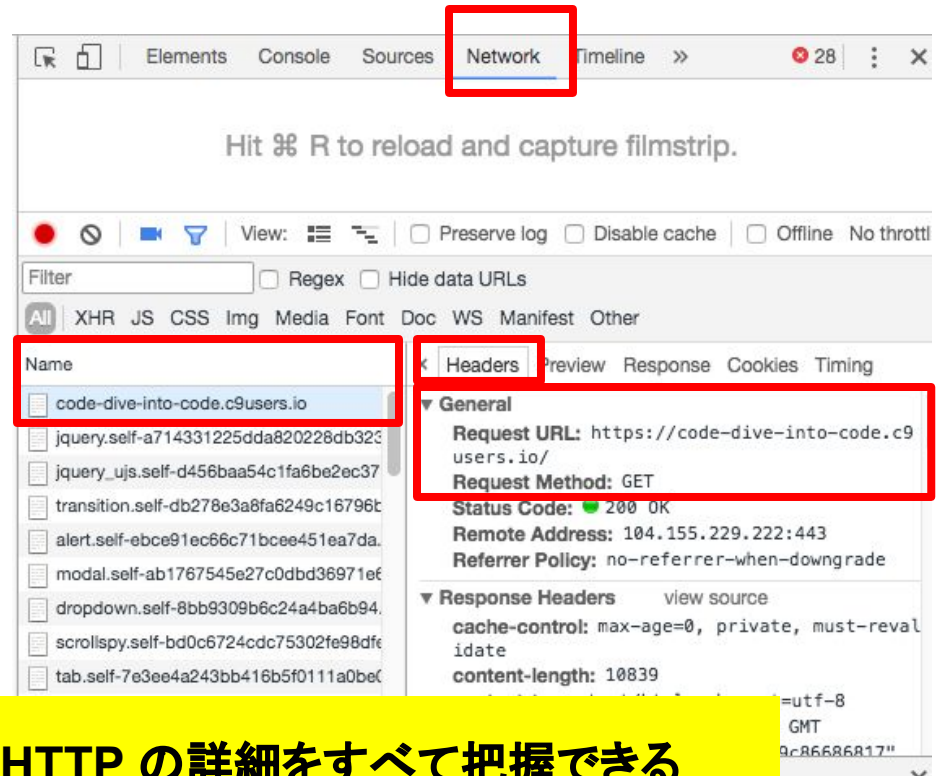 Elements Console Sources Network Timeline » 28
Hit ⌘ R to reload and capture filmstrip.
View: Preserve log Disable cache Offline No throttl
Filter Regex Hide data URLs
All XHR JS CSS Img Media Font Doc WS Manifest Other
Name
× Headers Preview Response Cookies Timing
code-dive-into-code.c9users.io
jquery.self-a714331225dda820228db323
jquery_ujs.self-d456baa54c1fa6be2ec37
transition.self-db278e3a8fa6249c16796b
alert.self-ebce91ec66c71bcee451ea7da.
modal.self-ab1767545e27c0dbd36971e6
dropdown.self-8bb9309b6c24a4ba6b94.
scrollspy.self-bd0c6724cdc75302fe98dfe
tab.self-7e3ee4a243bb416b5f0111a0be0
▼ General
Request URL: https://code-dive-into-code.c9
users.io/
Request Method: GET
Status Code: 200 OK
Remote Address: 104.155.229.222:443
Referrer Policy: no-referrer-when-downgrade
▼ Response Headers view source
cache-control: max-age=0, private, must-reval
idate
content-length: 10839
=utf-8
GMT
9c86686817"
HTTP の詳細をすべて把握できる